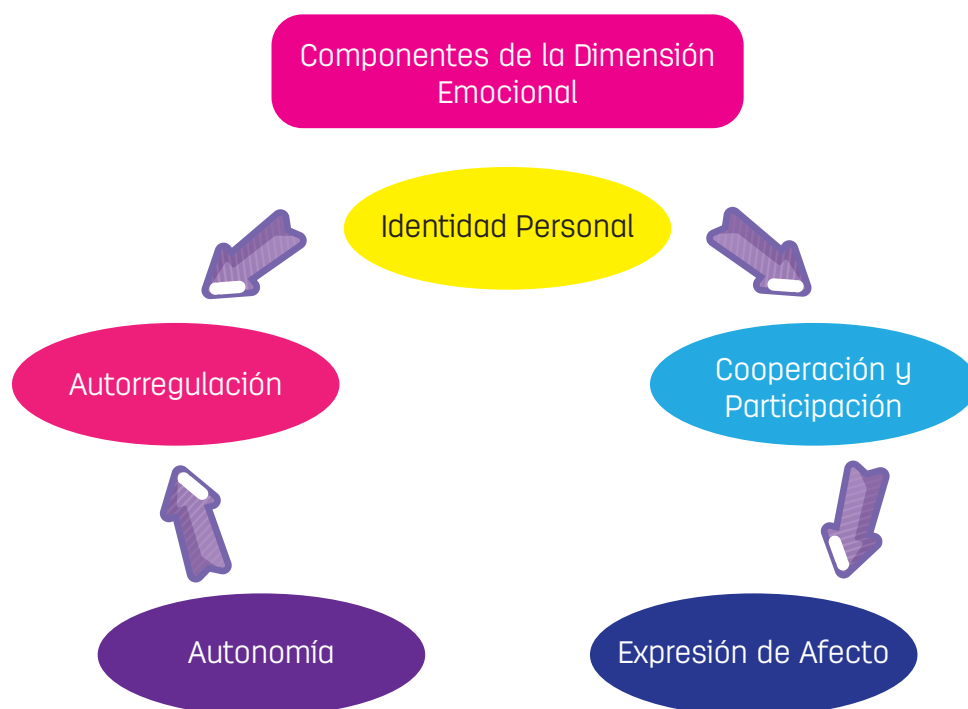 Componentes de la Dimensión
Emocional
Identidad Personal
Autorregulación
Cooperación y
Participación
Autonomía
Expresión de Afecto